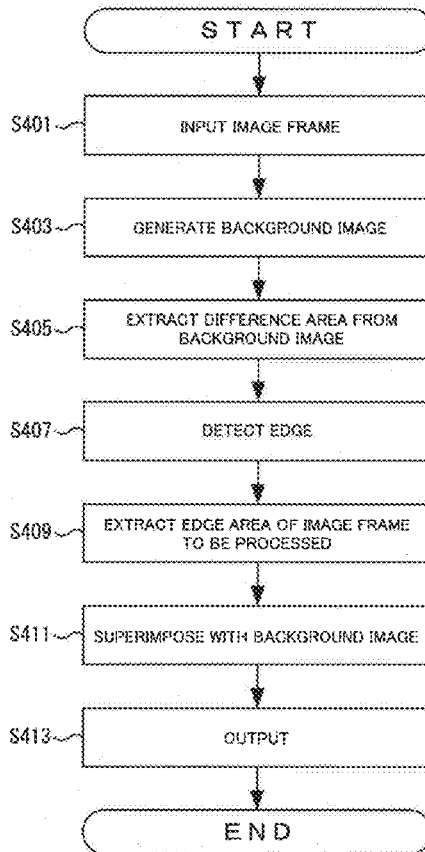 START
S401
INPUT IMAGE FRAME
S403
GENERATE BACKGROUND IMAGE
S405
EXTRACT DIFFERENCE AREA FROM
BACKGROUND IMAGE
S407
DETECT EDGE
S409
EXTRACT EDGE AREA OF IMAGE FRAME
TO BE PROCESSED
S411
SUPERIMPOSE WITH BACKGROUND IMAGE
S413
OUTPUT
END